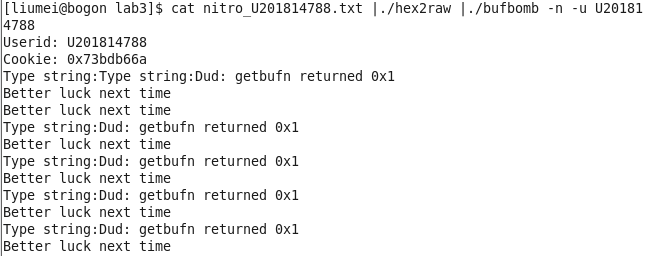 [liumei@bogon lab3]$ cat nitro_U201814788.txt |./hex2raw |./bufbomb -n -u U20181
4788
Userid: U201814788
Cookie: 0x73bdb66a
Type string:Type string:Dud: getbufn returned 0x1
Better luck next time
Better luck next time
Type string:Dud: getbufn returned 0x1
Better luck next time
Type string:Dud: getbufn returned 0x1
Better luck next time
Type string:Dud: getbufn returned 0x1
Better luck next time
Type string:Dud: getbufn returned 0x1
Better luck next time